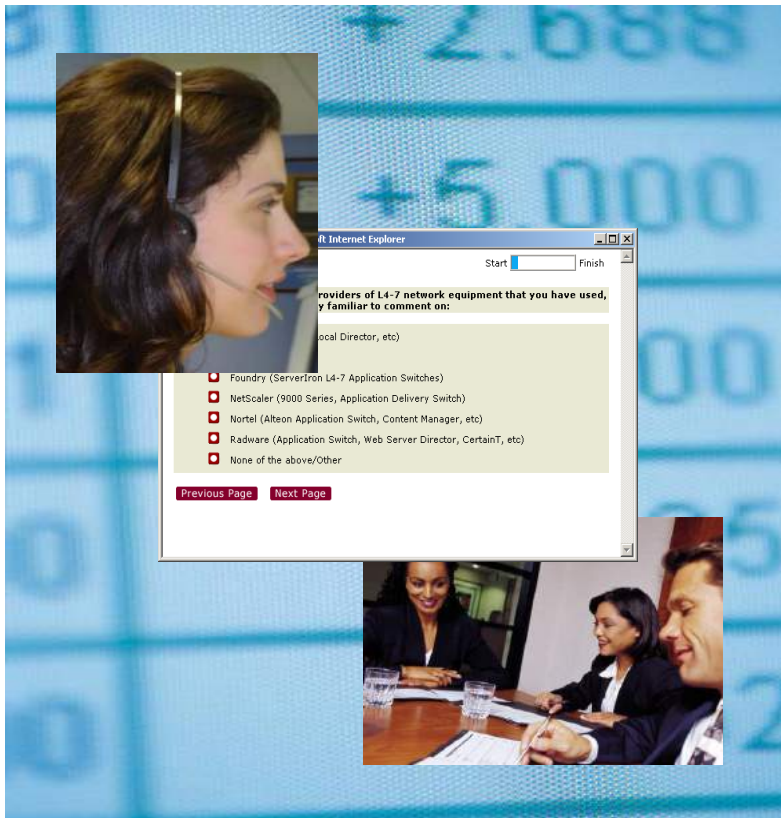 +2.688
+5.000
ft Internet Explorer
Start Finish
roviders of L4-7 network equipment that you have used,
y familiar to comment on:
ocal Director, etc)
Foundry (ServerIron L4-7 Application Switches)
NetScaler (9000 Series, Application Delivery Switch)
Nortel (Alteon Application Switch, Content Manager, etc)
Radware (Application Switch, Web Server Director, CertainT, etc)
None of the above/Other
Previous Page Next Page